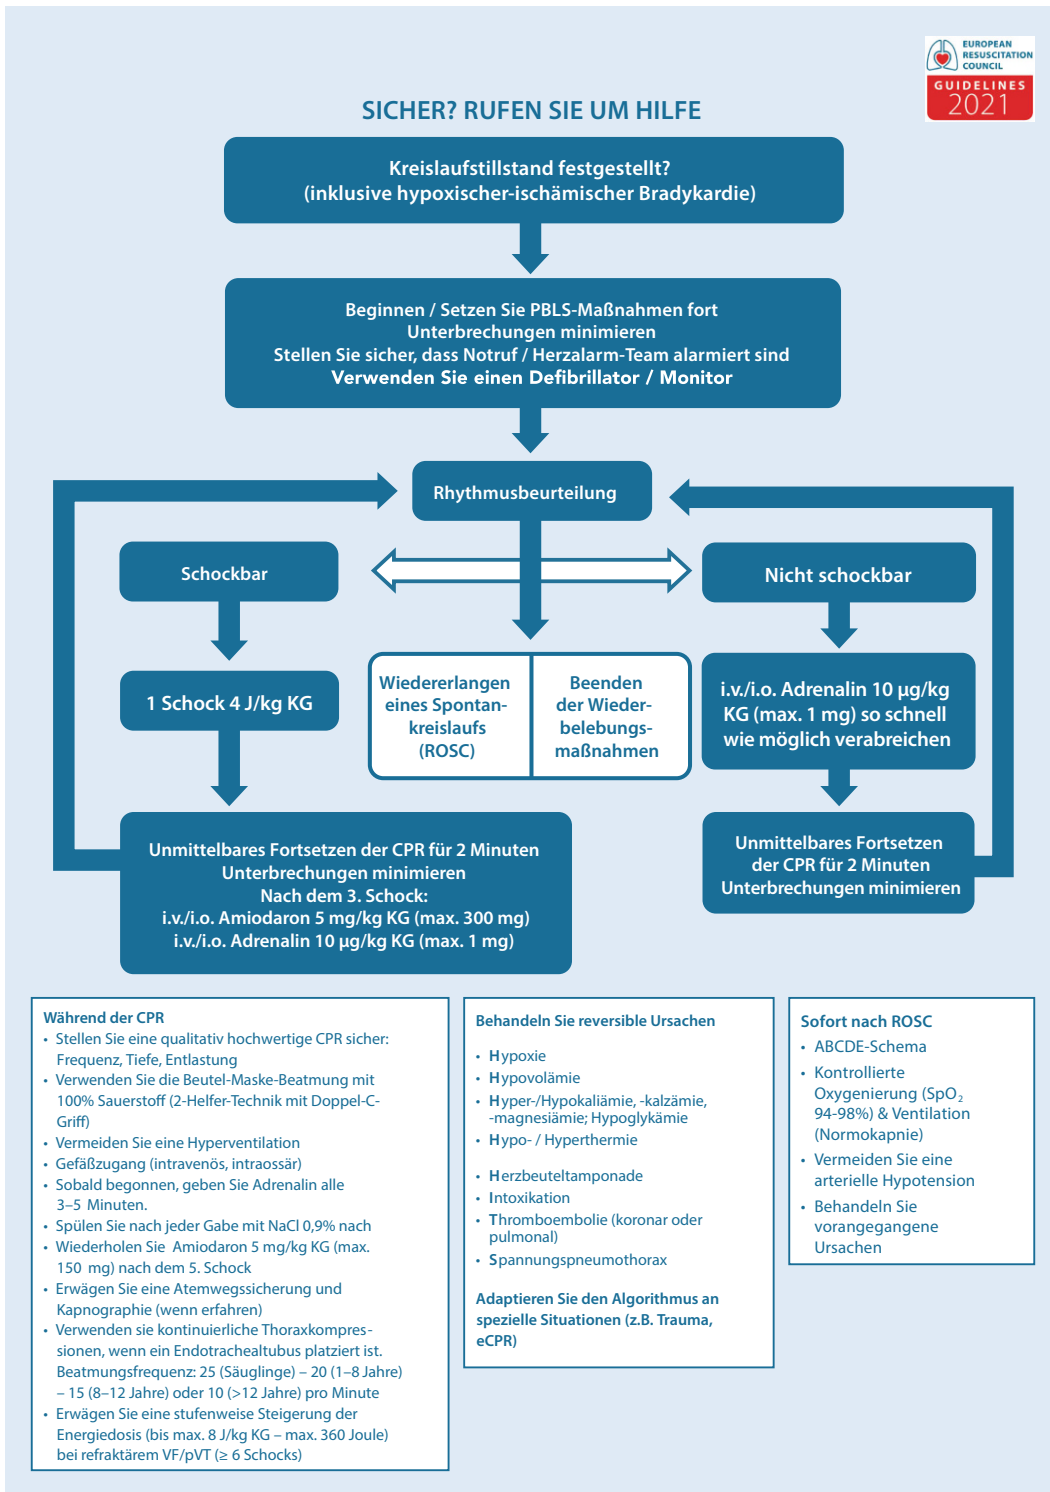 EUROPEAN
RESUSCITATION
COUNCIL
GUIDELINES
2021
SICHER? RUFEN SIE UM HILFE
Kreislaufstillstand festgestellt?
(inklusive hypoxischer-ischämischer Bradykardie)
Beginnen / Setzen Sie PBLS-Maßnahmen fort
Unterbrechungen minimieren
Stellen Sie sicher, dass Notruf / Herzalarm-Team alarmiert sind
Verwenden Sie einen Defibrillator / Monitor
Rhythmusbeurteilung
Schockbar
Nicht schockbar
1 Schock 4 J/kg KG
Wiedererlangen
eines Spontan-
kreislaufs
(ROSC)
Beenden
der Wieder-
belebungs-
maßnahmen
i.v./i.o. Adrenalin 10 µg/kg
KG (max. 1 mg) so schnell
wie möglich verabreichen
Unmittelbares Fortsetzen der CPR für 2 Minuten
Unterbrechungen minimieren
Nach dem 3. Schock:
i.v./i.o. Amiodaron 5 mg/kg KG (max. 300 mg)
i.v./i.o. Adrenalin 10 µg/kg KG (max. 1 mg)
Unmittelbares Fortsetzen
der CPR für 2 Minuten
Unterbrechungen minimieren
Während der CPR
• Stellen Sie eine qualitativ hochwertige CPR sicher:
Frequenz, Tiefe, Entlastung
• Verwenden Sie die Beutel-Maske-Beatmung mit
100% Sauerstoff (2-Helfer-Technik mit Doppel-C-
Griff)
• Vermeiden Sie eine Hyperventilation
• Gefäßzugang (intravenös, intraossär)
• Sobald begonnen, geben Sie Adrenalin alle
3–5 Minuten.
• Spülen Sie nach jeder Gabe mit NaCl 0,9% nach
• Wiederholen Sie Amiodaron 5 mg/kg KG (max.
150 mg) nach dem 5. Schock
• Erwägen Sie eine Atemwegssicherung und
Kapnographie (wenn erfahren)
• Verwenden sie kontinuierliche Thoraxkompres-
sionen, wenn ein Endotrachealtubus platziert ist.
Beatmungsfrequenz: 25 (Säuglinge) – 20 (1–8 Jahre)
– 15 (8–12 Jahre) oder 10 (>12 Jahre) pro Minute
• Erwägen Sie eine stufenweise Steigerung der
Energiedosis (bis max. 8 J/kg KG – max. 360 Joule)
bei refraktärem VF/pVT (≥ 6 Schocks)
Behandeln Sie reversible Ursachen
• Hypoxie
• Hypovolämie
• Hyper-/Hypokaliämie, -kalzämie,
-magnesiämie; Hypoglykämie
• Hypo- / Hyperthermie
• Herzbeuteltamponade
• Intoxikation
• Thromboembolie (koronar oder
pulmonal)
• Spannungspneumothorax
Adaptieren Sie den Algorithmus an
spezielle Situationen (z.B. Trauma,
eCPR)
Sofort nach ROSC
• ABCDE-Schema
• Kontrollierte
Oxygenierung (SpO₂
94-98%) & Ventilation
(Normokapnie)
• Vermeiden Sie eine
arterielle Hypotension
• Behandeln Sie
vorangegangene
Ursachen